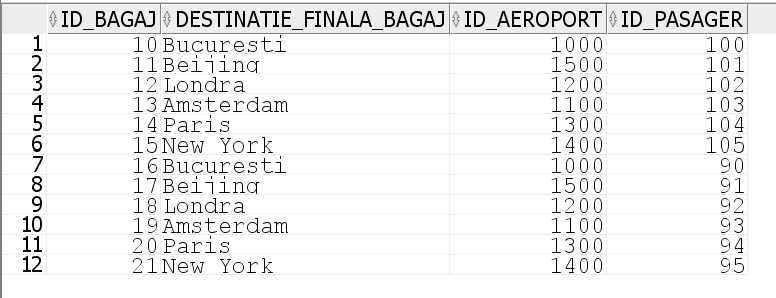 ID_BAGAJ DESTINATIE_FINALA_BAGAJ ID_AEROPORT ID_PASAGER
1 10 Bucuresti 1000 100
2 11 Beijing 1500 101
3 12 Londra 1200 102
4 13 Amsterdam 1100 103
5 14 Paris 1300 104
6 15 New York 1400 105
7 16 Bucuresti 1000 90
8 17 Beijing 1500 91
9 18 Londra 1200 92
10 19 Amsterdam 1100 93
11 20 Paris 1300 94
12 21 New York 1400 95